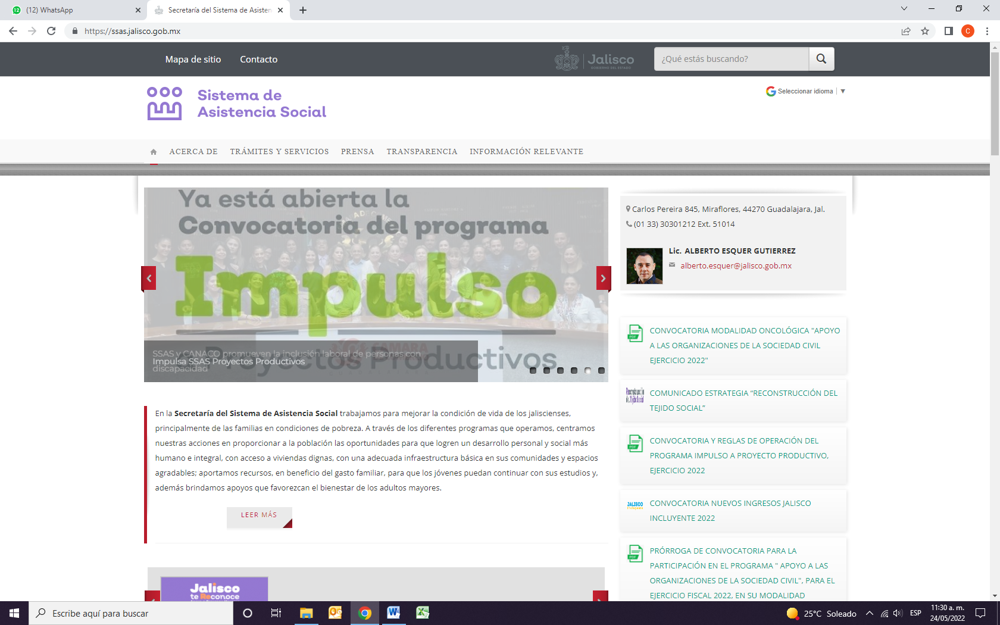 (12) WhatsApp
Secretaría del Sistema de Asisten
https://ssas.jalisco.gob.mx
C
Mapa de sitio
Contacto
Jalisco
GOBIERNO DEL ESTADO
¿Qué estás buscando?
Sistema de
Asistencia Social
Seleccionar idioma
ACERCA DE
TRÁMITES Y SERVICIOS
PRENSA
TRANSPARENCIA
INFORMACIÓN RELEVANTE
Ya está abierta la
Convocatoria del programa
Impulso
a Proyectos Productivos
CÁMARA
SSAS y CANACO promueven la inclusión laboral de personas con
Impulsa SSAS Proyectos Productivos
discapacidad
Carlos Pereira 845, Miraflores, 44270 Guadalajara, Jal.
(01 33) 30301212 Ext. 51014
Lic. ALBERTO ESQUER GUTIERREZ
alberto.esquer@jalisco.gob.mx
PDF
CONVOCATORIA MODALIDAD ONCOLÓGICA "APOYO
A LAS ORGANIZACIONES DE LA SOCIEDAD CIVIL
EJERCICIO 2022"
Reconstrucción
del Tejido Social
COMUNICADO ESTRATEGIA “RECONSTRUCCIÓN DEL
TEJIDO SOCIAL”
PDF
CONVOCATORIA Y REGLAS DE OPERACIÓN DEL
PROGRAMA IMPULSO A PROYECTO PRODUCTIVO,
EJERCICIO 2022
JALISCO
Incluyente
CONVOCATORIA NUEVOS INGRESOS JALISCO
INCLUYENTE 2022
PDF
PRÓRROGA DE CONVOCATORIA PARA LA
PARTICIPACIÓN EN EL PROGRAMA " APOYO A LAS
ORGANIZACIONES DE LA SOCIEDAD CIVIL", PARA EL
EJERCICIO FISCAL 2022, EN SU MODALIDAD
En la Secretaría del Sistema de Asistencia Social trabajamos para mejorar la condición de vida de los jaliscienses,
principalmente de las familias en condiciones de pobreza. A través de los diferentes programas que operamos, centramos
nuestras acciones en proporcionar a la población las oportunidades para que logren un desarrollo personal y social más
humano e integral, con acceso a viviendas dignas, con una adecuada infraestructura básica en sus comunidades y espacios
agradables; aportamos recursos, en beneficio del gasto familiar, para que los jóvenes puedan continuar con sus estudios y,
además brindamos apoyos que favorezcan el bienestar de los adultos mayores.
LEER MÁS
Jalisco
te Reconoce
Escribe aquí para buscar
25°C Soleado
ESP
11:30 a. m.
24/05/2022